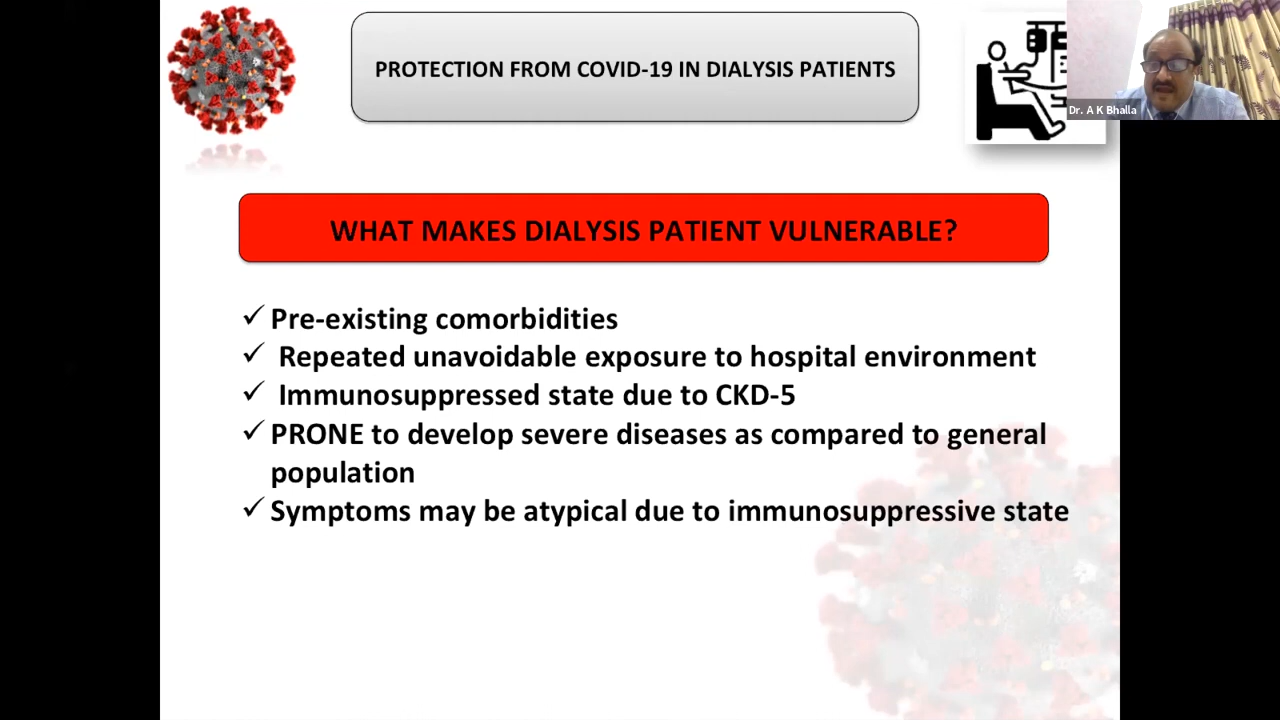 PROTECTION FROM COVID-19 IN DIALYSIS PATIENTS
Dr. A K Bhalla
WHAT MAKES DIALYSIS PATIENT VULNERABLE?
✓ Pre-existing comorbidities
✓ Repeated unavoidable exposure to hospital environment
✓ Immunosuppressed state due to CKD-5
✓ PRONE to develop severe diseases as compared to general
population
✓ Symptoms may be atypical due to immunosuppressive state